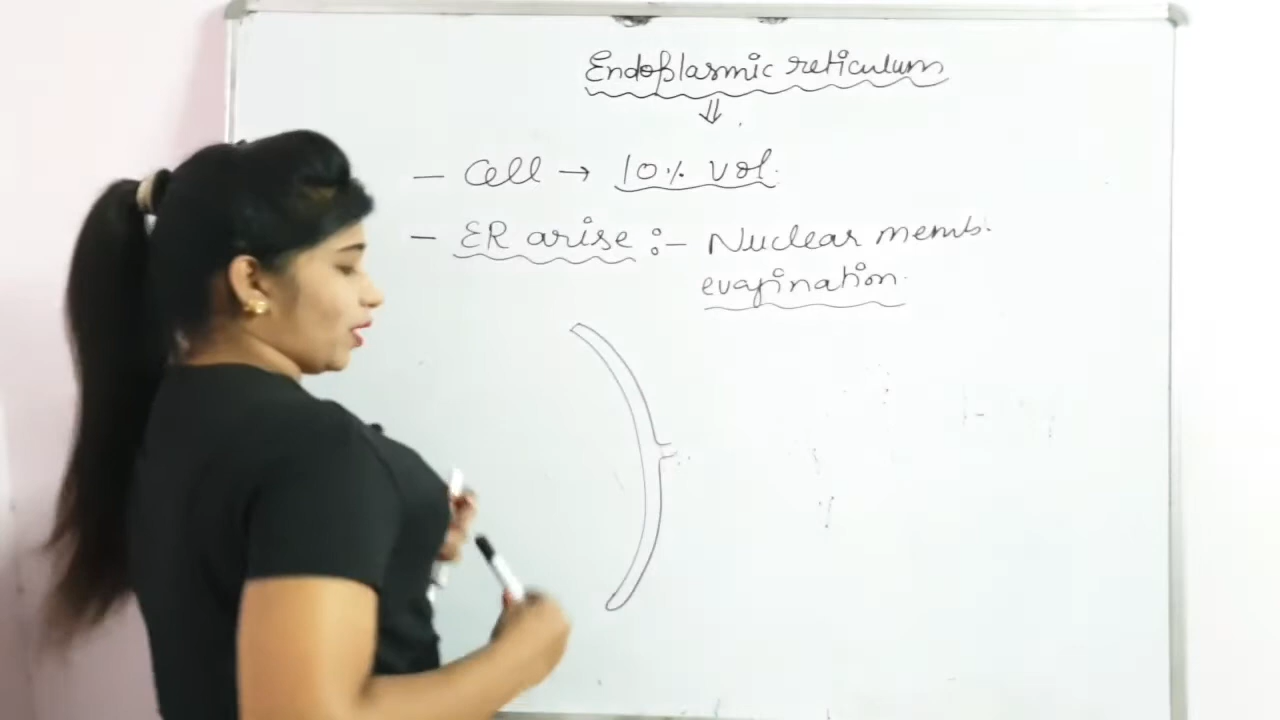 Endoplasmic reticulum
⇓
– Cell → 10% vol.
– ER arise :– Nuclear memb.
evagination.